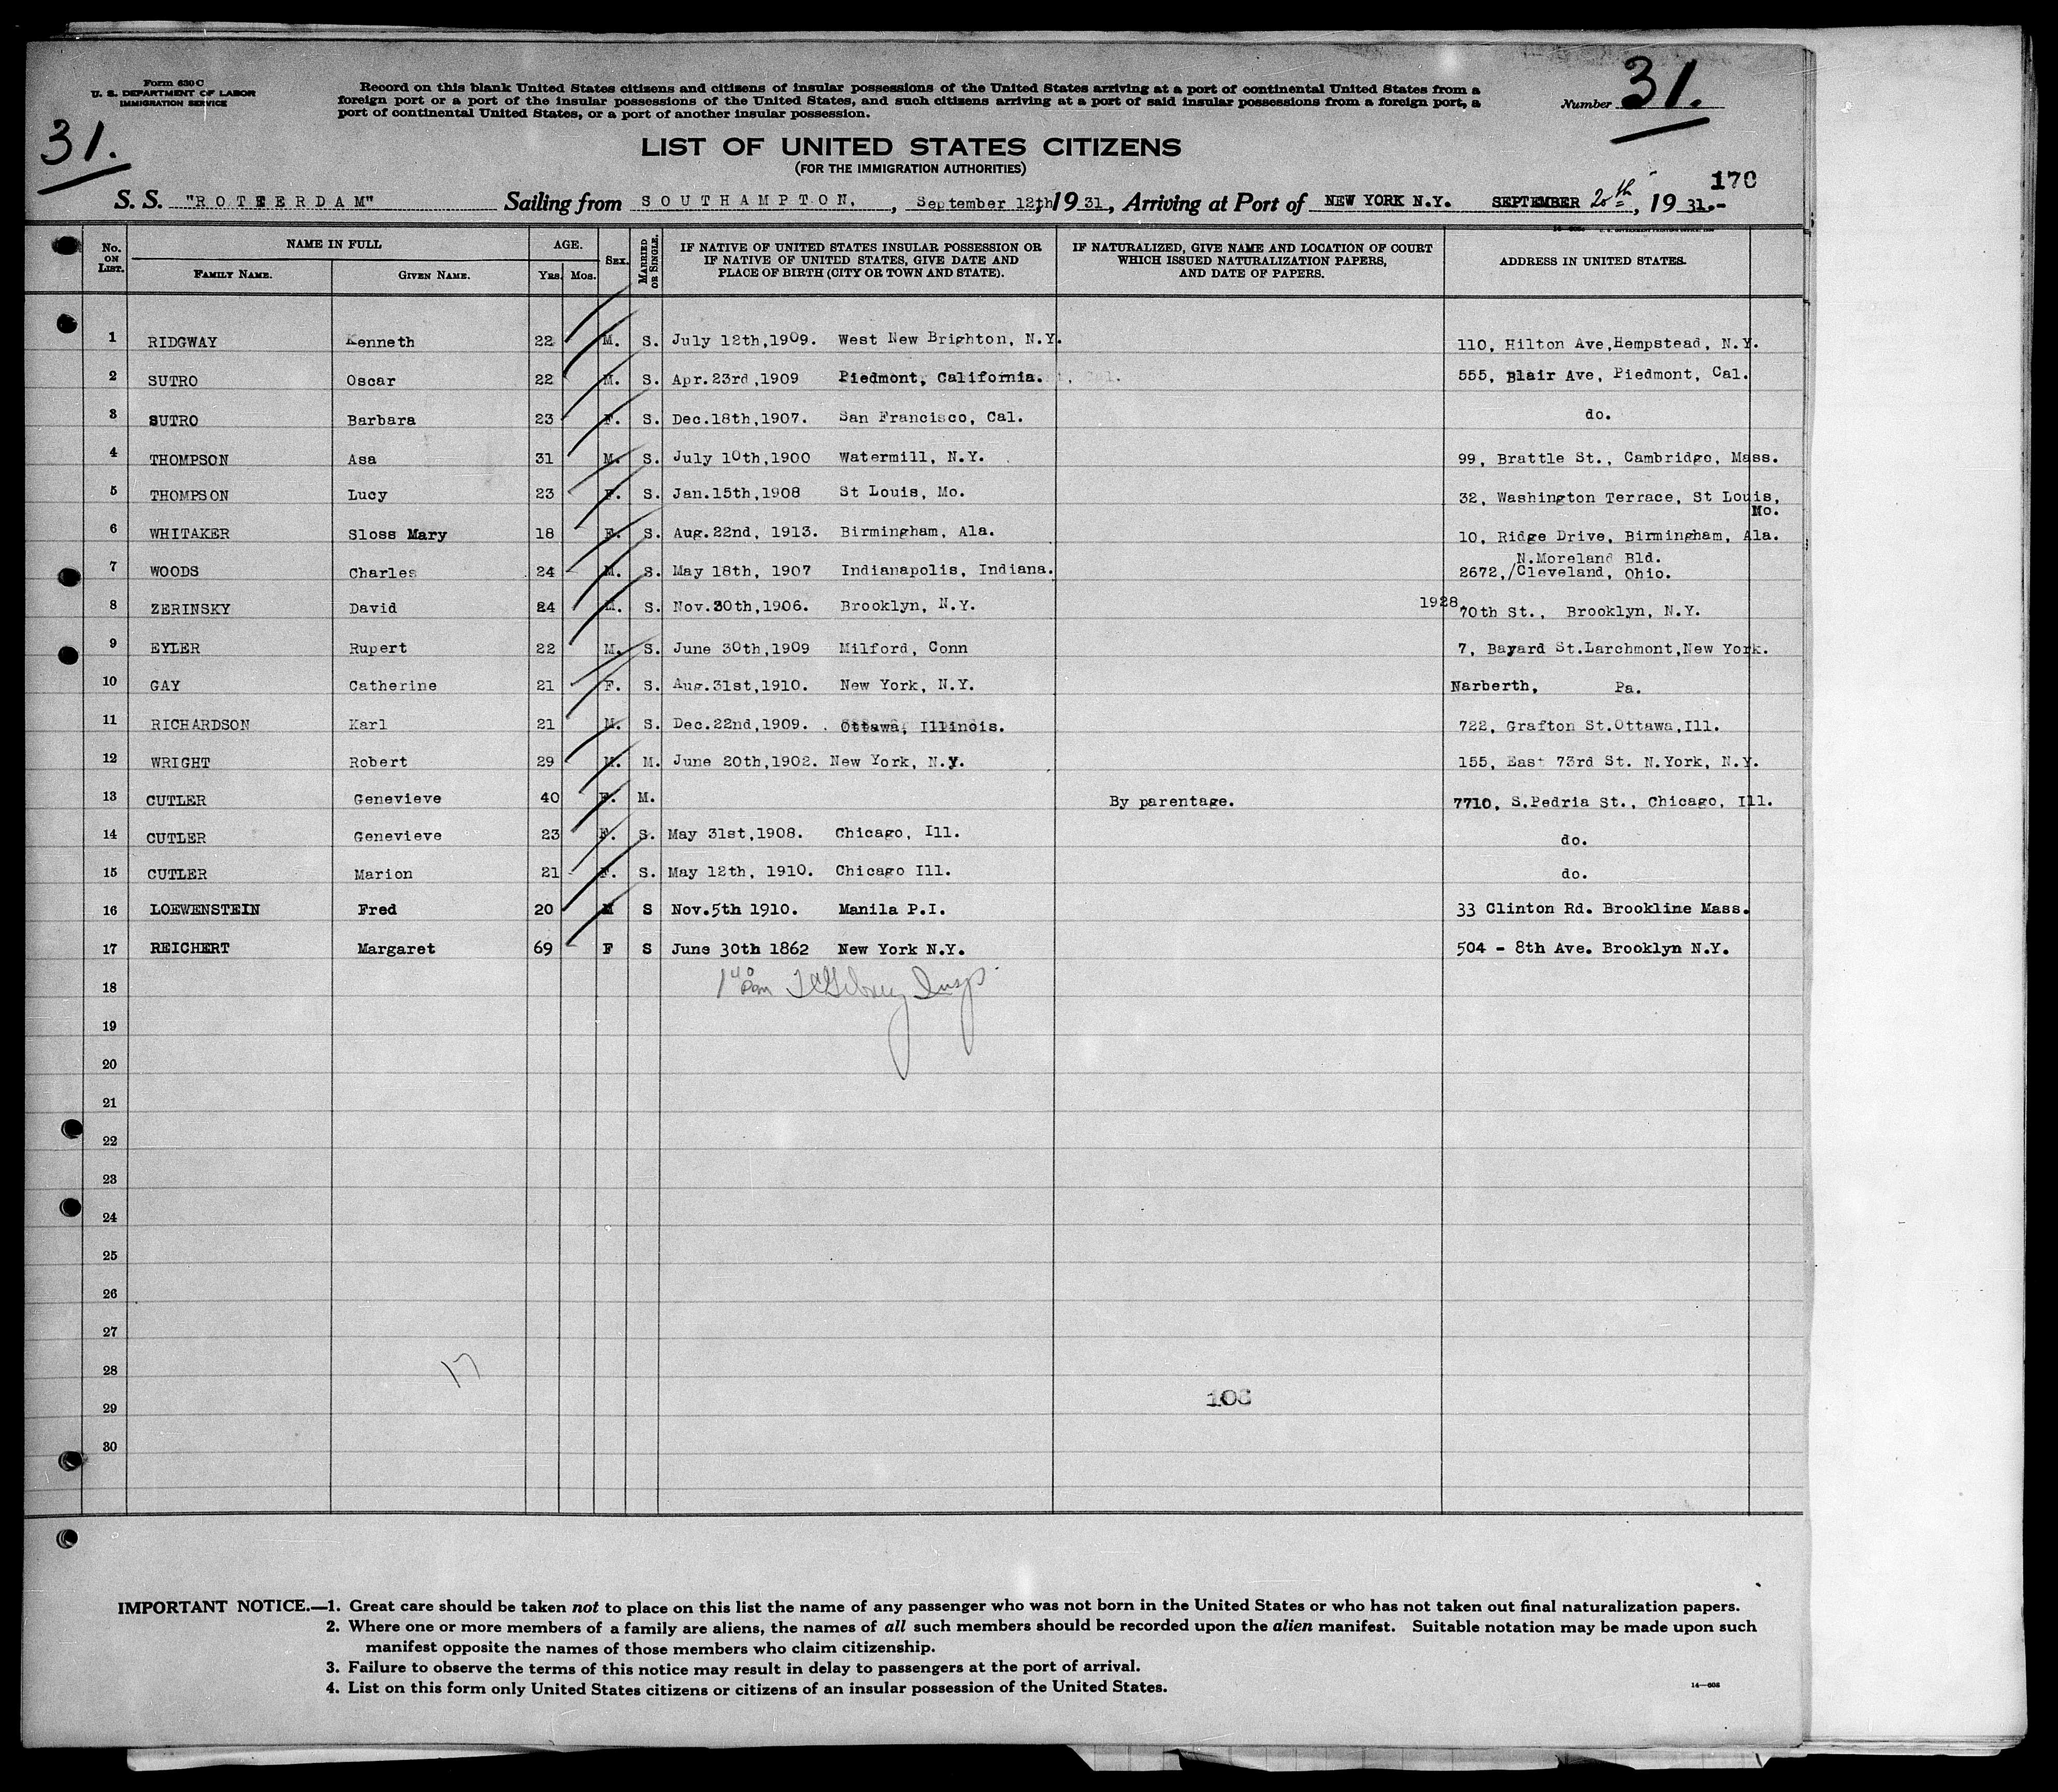 Form 630 C
U. S. DEPARTMENT OF LABOR
IMMIGRATION SERVICE
Record on this blank United States citizens and citizens of insular possessions of the United States arriving at a port of continental United States from a
foreign port or a port of the insular possessions of the United States, and such citizens arriving at a port of said insular possessions from a foreign port, a
port of continental United States, or a port of another insular possession.
Number 31.
31.
LIST OF UNITED STATES CITIZENS
(FOR THE IMMIGRATION AUTHORITIES)
170
S. S. "ROTEERDAM" Sailing from SOUTHAMPTON. , September 12th, 1931, Arriving at Port of NEW YORK N.Y. SEPTEMBER 20th, 19 31.-
No. ON LIST. NAME IN FULL AGE. SEX. MARRIED OR SINGLE. IF NATIVE OF UNITED STATES INSULAR POSSESSION OR IF NATIVE OF UNITED STATES, GIVE DATE AND PLACE OF BIRTH (CITY OR TOWN AND STATE). IF NATURALIZED, GIVE NAME AND LOCATION OF COURT WHICH ISSUED NATURALIZATION PAPERS, AND DATE OF PAPERS. ADDRESS IN UNITED STATES.
FAMILY NAME. GIVEN NAME. YRS. MOS.
1 RIDGWAY Kenneth 22 M. S. July 12th,1909. West New Brighton, N.Y. 110, Hilton Ave,Hempstead, N.Y.
2 SUTRO Oscar 22 M. S. Apr.23rd,1909 Piedmont, California. , Cal. 555, Blair Ave, Piedmont, Cal.
3 SUTRO Barbara 23 F. S. Dec.18th,1907. San Francisco, Cal. do.
4 THOMPSON Asa 31 M. S. July 10th,1900 Watermill, N.Y. 99, Brattle St., Cambridge, Mass.
5 THOMPSON Lucy 23 F. S. Jan.15th,1908 St Louis, Mo. 32, Washington Terrace, St Louis,
Mo.
6 WHITAKER Sloss Mary 18 F. S. Aug.22nd, 1913. Birmingham, Ala. 10, Ridge Drive, Birmingham, Ala.
N.Moreland Bld.
7 WOODS Charles 24 M. S. May 18th, 1907 Indianapolis, Indiana. 2672,/Cleveland, Ohio.
8 ZERINSKY David 24 M. S. Nov.30th,1906. Brooklyn, N.Y. 1928, 70th St., Brooklyn, N.Y.
9 EYLER Rupert 22 M. S. June 30th,1909 Milford, Conn 7, Bayard St.Larchmont,New York.
10 GAY Catherine 21 F. S. Aug.31st,1910. New York, N.Y. Narberth, Pa.
11 RICHARDSON Karl 21 M. S. Dec.22nd,1909. . Ottawa, Illinois. 722, Grafton St.Ottawa,Ill.
12 WRIGHT Robert 29 M. M. June 20th,1902. New York, N.y. 155, East 73rd St. N.York, N.Y.
13 CUTLER Genevieve 40 F. M. By parentage. 7710, S.Pedria St., Chicago, Ill.
14 CUTLER Genevieve 23 F. S. May 31st,1908. Chicago, Ill. do.
15 CUTLER Marion 21 F. S. May 12th, 1910. Chicago Ill. do.
16 LOEWENSTEIN Fred 20 M S Nov.5th 1910. Manila P.I. 33 Clinton Rd. Brookline Mass.
17 REICHERT Margaret 69 F S June 30th 1862 New York N.Y. 504 - 8th Ave. Brooklyn N.Y.
18 Insp.
19
20
21
22
23
24
25
26
27
28 17
29 108
30
IMPORTANT NOTICE.—1. Great care should be taken not to place on this list the name of any passenger who was not born in the United States or who has not taken out final naturalization papers.
2. Where one or more members of a family are aliens, the names of all such members should be recorded upon the alien manifest. Suitable notation may be made upon such
manifest opposite the names of those members who claim citizenship.
3. Failure to observe the terms of this notice may result in delay to passengers at the port of arrival.
4. List on this form only United States citizens or citizens of an insular possession of the United States.
14—608